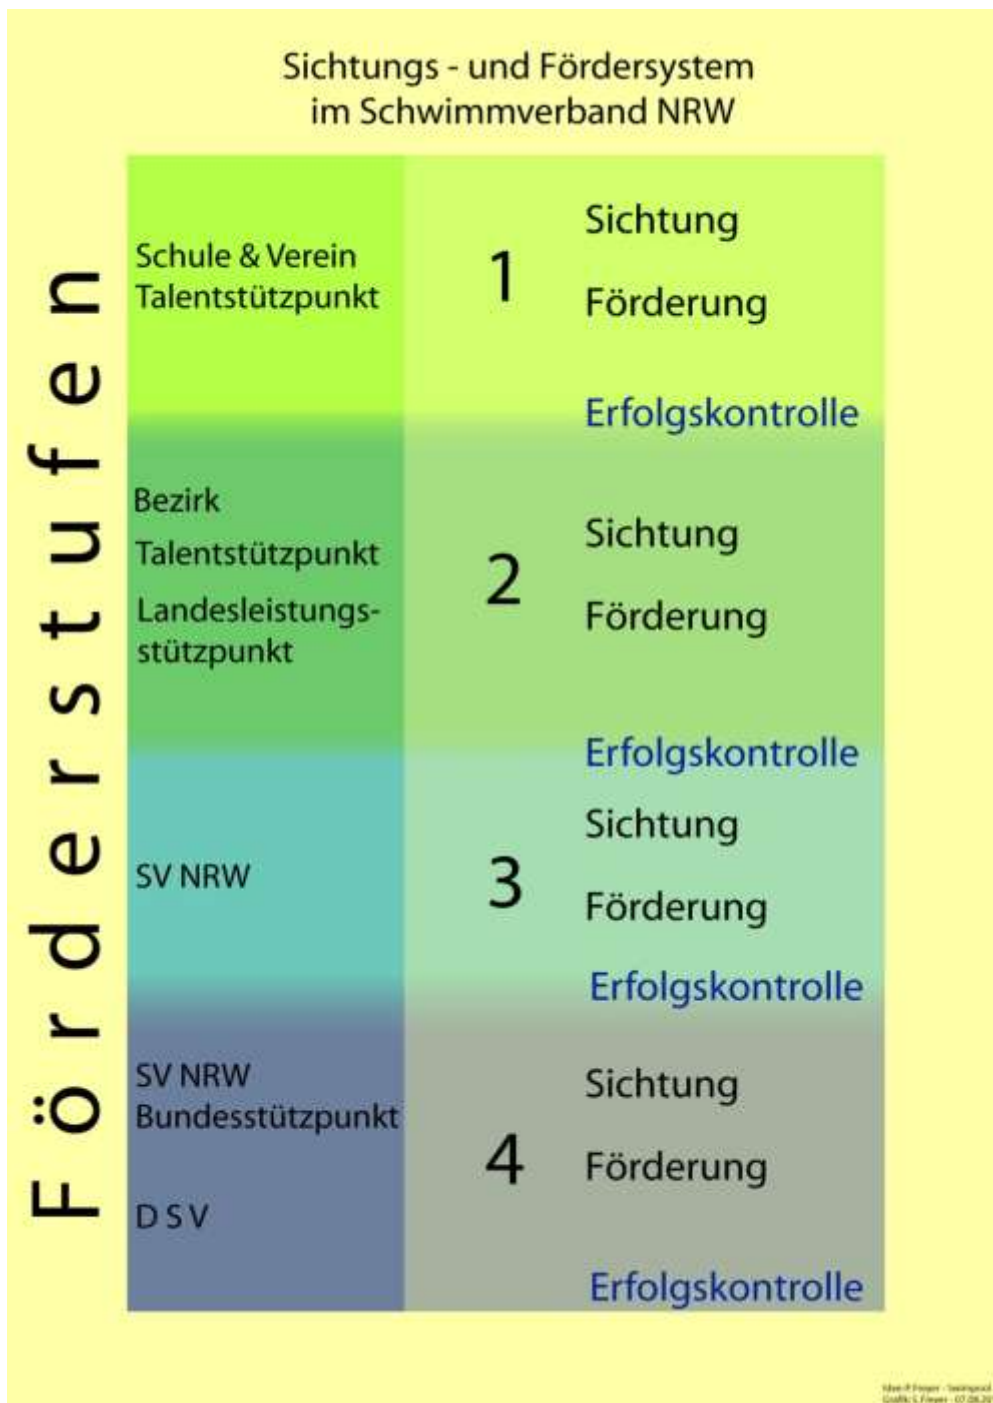 Sichtungs - und Fördersystem
im Schwimmverband NRW
Förderstufen
Schule & Verein
Talentstützpunkt
1
Sichtung
Förderung
Erfolgskontrolle
Bezirk
Talentstützpunkt
Landesleistungs-
stützpunkt
2
Sichtung
Förderung
Erfolgskontrolle
SV NRW
3
Sichtung
Förderung
Erfolgskontrolle
SV NRW
Bundesstützpunkt
D S V
4
Sichtung
Förderung
Erfolgskontrolle